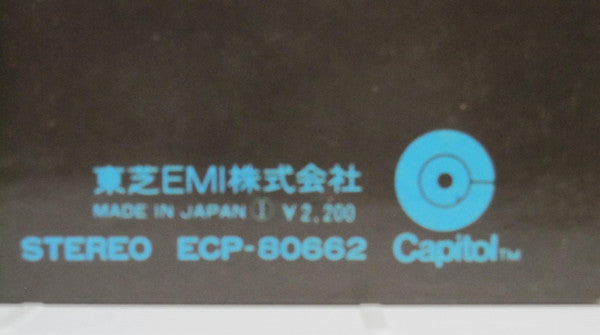 東芝EMI株式会社
MADE IN JAPAN Ⓘ ¥2,200
STEREO ECP-80662
Capitol™